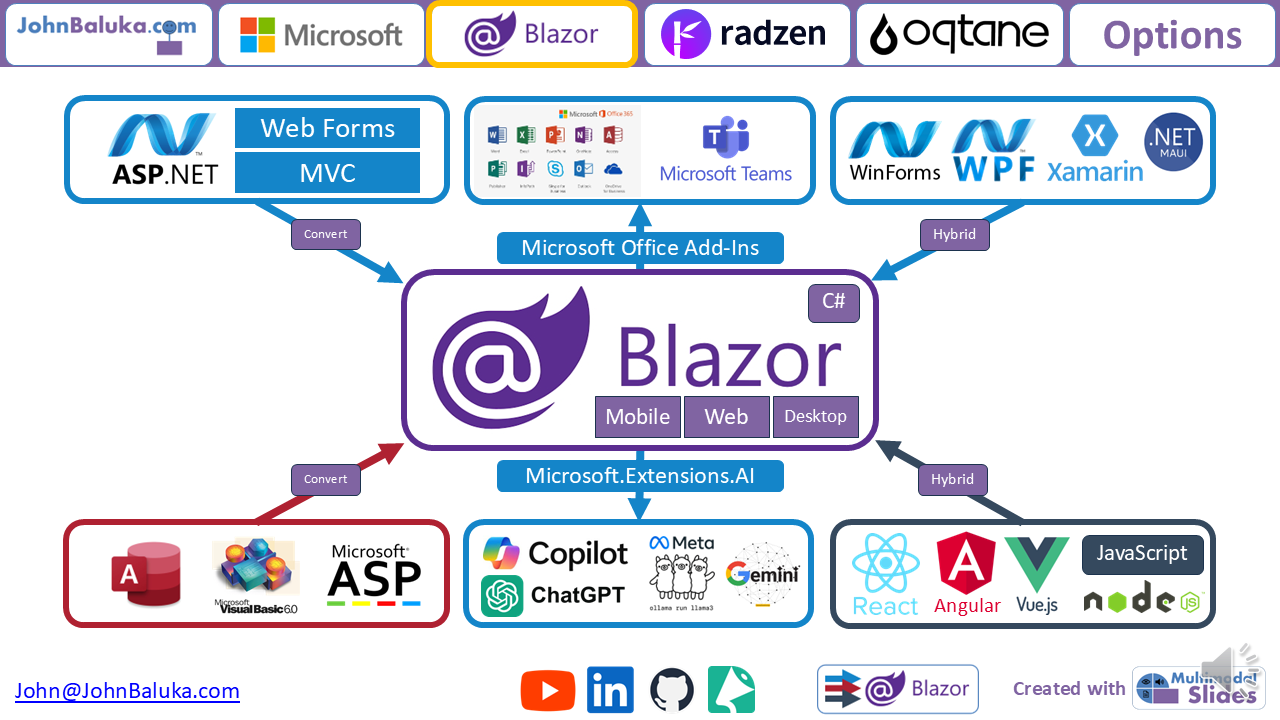 JohnBaluka.com
Microsoft
Blazor
radzen
oqtane
Options
ASP.NET
Web Forms
MVC
Microsoft Office 365
Word Excel PowerPoint OneNote Access
Publisher InfoPath Skype for Business Outlook OneDrive for Business
Microsoft Teams
WinForms
WPF
Xamarin
.NET
MAUI
Convert
Microsoft Office Add-Ins
Hybrid
C#
@ Blazor
Mobile
Web
Desktop
Convert
Microsoft.Extensions.AI
Hybrid
A
Microsoft
Visual Basic 6.0
Microsoft®
ASP
Copilot
ChatGPT
Meta
ollama run llama3
Gemini
React
Angular
Vue.js
JavaScript
node
JS
John@JohnBaluka.com
in
@ Blazor
Created with
Multimodal
Slides